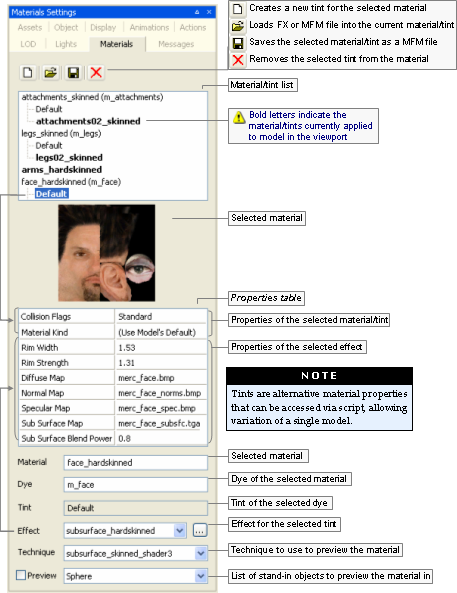 Materials Settings
Assets Object Display Animations Actions
LOD Lights Materials Messages
Creates a new tint for the selected material
Loads FX or MFM file into the current material/tint
Saves the selected material/tint as a MFM file
Removes the selected tint from the material
Material/tint list
attachments_skinned (m_attachments)
Default
attachments02_skinned
legs_skinned (m_legs)
Default
legs02_skinned
arms_hardskinned
face_hardskinned (m_face)
Default
Bold letters indicate the
material/tints currently applied
to model in the viewport
Selected material
Properties table
Collision Flags Standard
Material Kind (Use Model's Default)
Properties of the selected material/tint
Rim Width 1.53
Properties of the selected effect
Rim Strength 1.31
Diffuse Map merc_face.bmp
Normal Map merc_face_norms.bmp
Specular Map merc_face_spec.bmp
Sub Surface Map merc_face_subsfc.tga
Sub Surface Blend Power 0.8
NOTE
Tints are alternative material properties
that can be accessed via script, allowing
variation of a single model.
Material face_hardskinned
Selected material
Dye m_face
Dye of the selected material
Tint Default
Tint of the selected dye
Effect subsurface_hardskinned ...
Effect for the selected tint
Technique subsurface_skinned_shader3
Technique to use to preview the material
Preview Sphere
List of stand-in objects to preview the material in